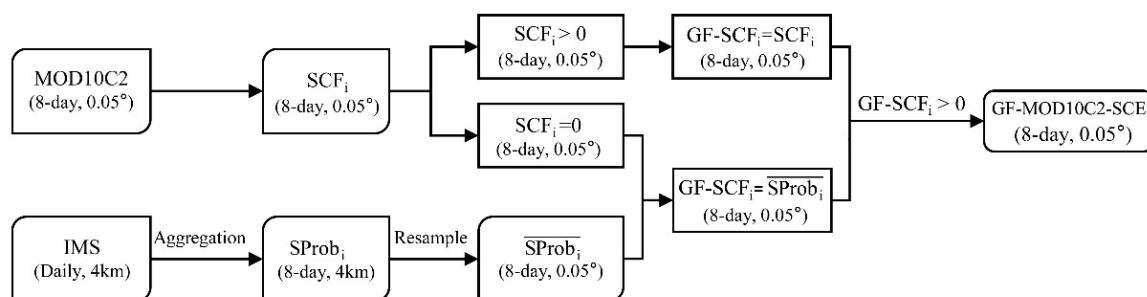 MOD10C2
(8-day, 0.05°)
SCFᵢ
(8-day, 0.05°)
SCFᵢ > 0
(8-day, 0.05°)
GF-SCFᵢ=SCFᵢ
(8-day, 0.05°)
SCFᵢ=0
(8-day, 0.05°)
GF-SCFᵢ > 0
GF-MOD10C2-SCE
(8-day, 0.05°)
GF-SCFᵢ= S̅P̅r̅o̅b̅ᵢ
(8-day, 0.05°)
IMS
(Daily, 4km)
Aggregation
SProbᵢ
(8-day, 4km)
Resample
S̅P̅r̅o̅b̅ᵢ
(8-day, 0.05°)